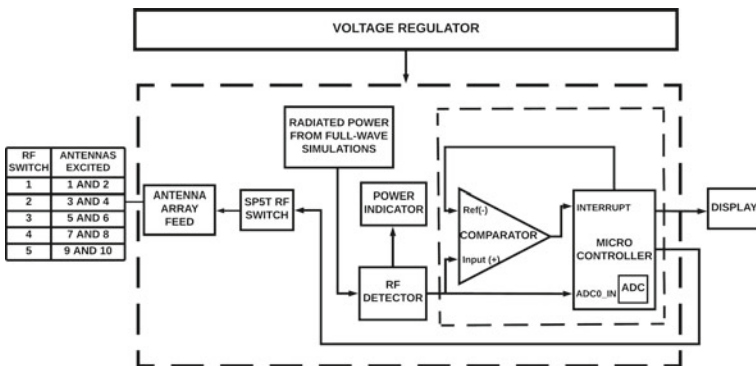 VOLTAGE REGULATOR
RADIATED POWER
FROM FULL-WAVE
SIMULATIONS
RF
SWITCH
ANTENNAS
EXCITED
1
1 AND 2
2
3 AND 4
3
5 AND 6
4
7 AND 8
5
9 AND 10
ANTENNA
ARRAY
FEED
SP5T RF
SWITCH
POWER
INDICATOR
RF
DETECTOR
Ref(-)
COMPARATOR
Input (+)
INTERRUPT
MICRO
CONTROLLER
ADC0_IN
ADC
DISPLAY